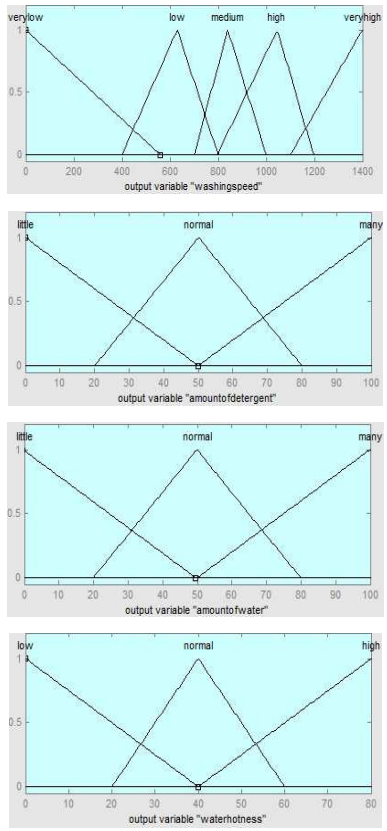 verylow low medium high veryhigh
1
0.5
0
0 200 400 600 800 1000 1200 1400
output variable "washingspeed"
little normal many
1
0.5
0
0 10 20 30 40 50 60 70 80 90 100
output variable "amountofdetergent"
little normal many
1
0.5
0
0 10 20 30 40 50 60 70 80 90 100
output variable "amountofwater"
low normal high
1
0.5
0
0 10 20 30 40 50 60 70 80
output variable "waterhotness"